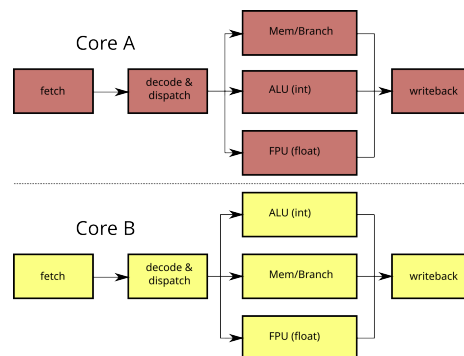 Core A
fetch
decode &
dispatch
Mem/Branch
ALU (int)
FPU (float)
writeback
Core B
fetch
decode &
dispatch
ALU (int)
Mem/Branch
FPU (float)
writeback